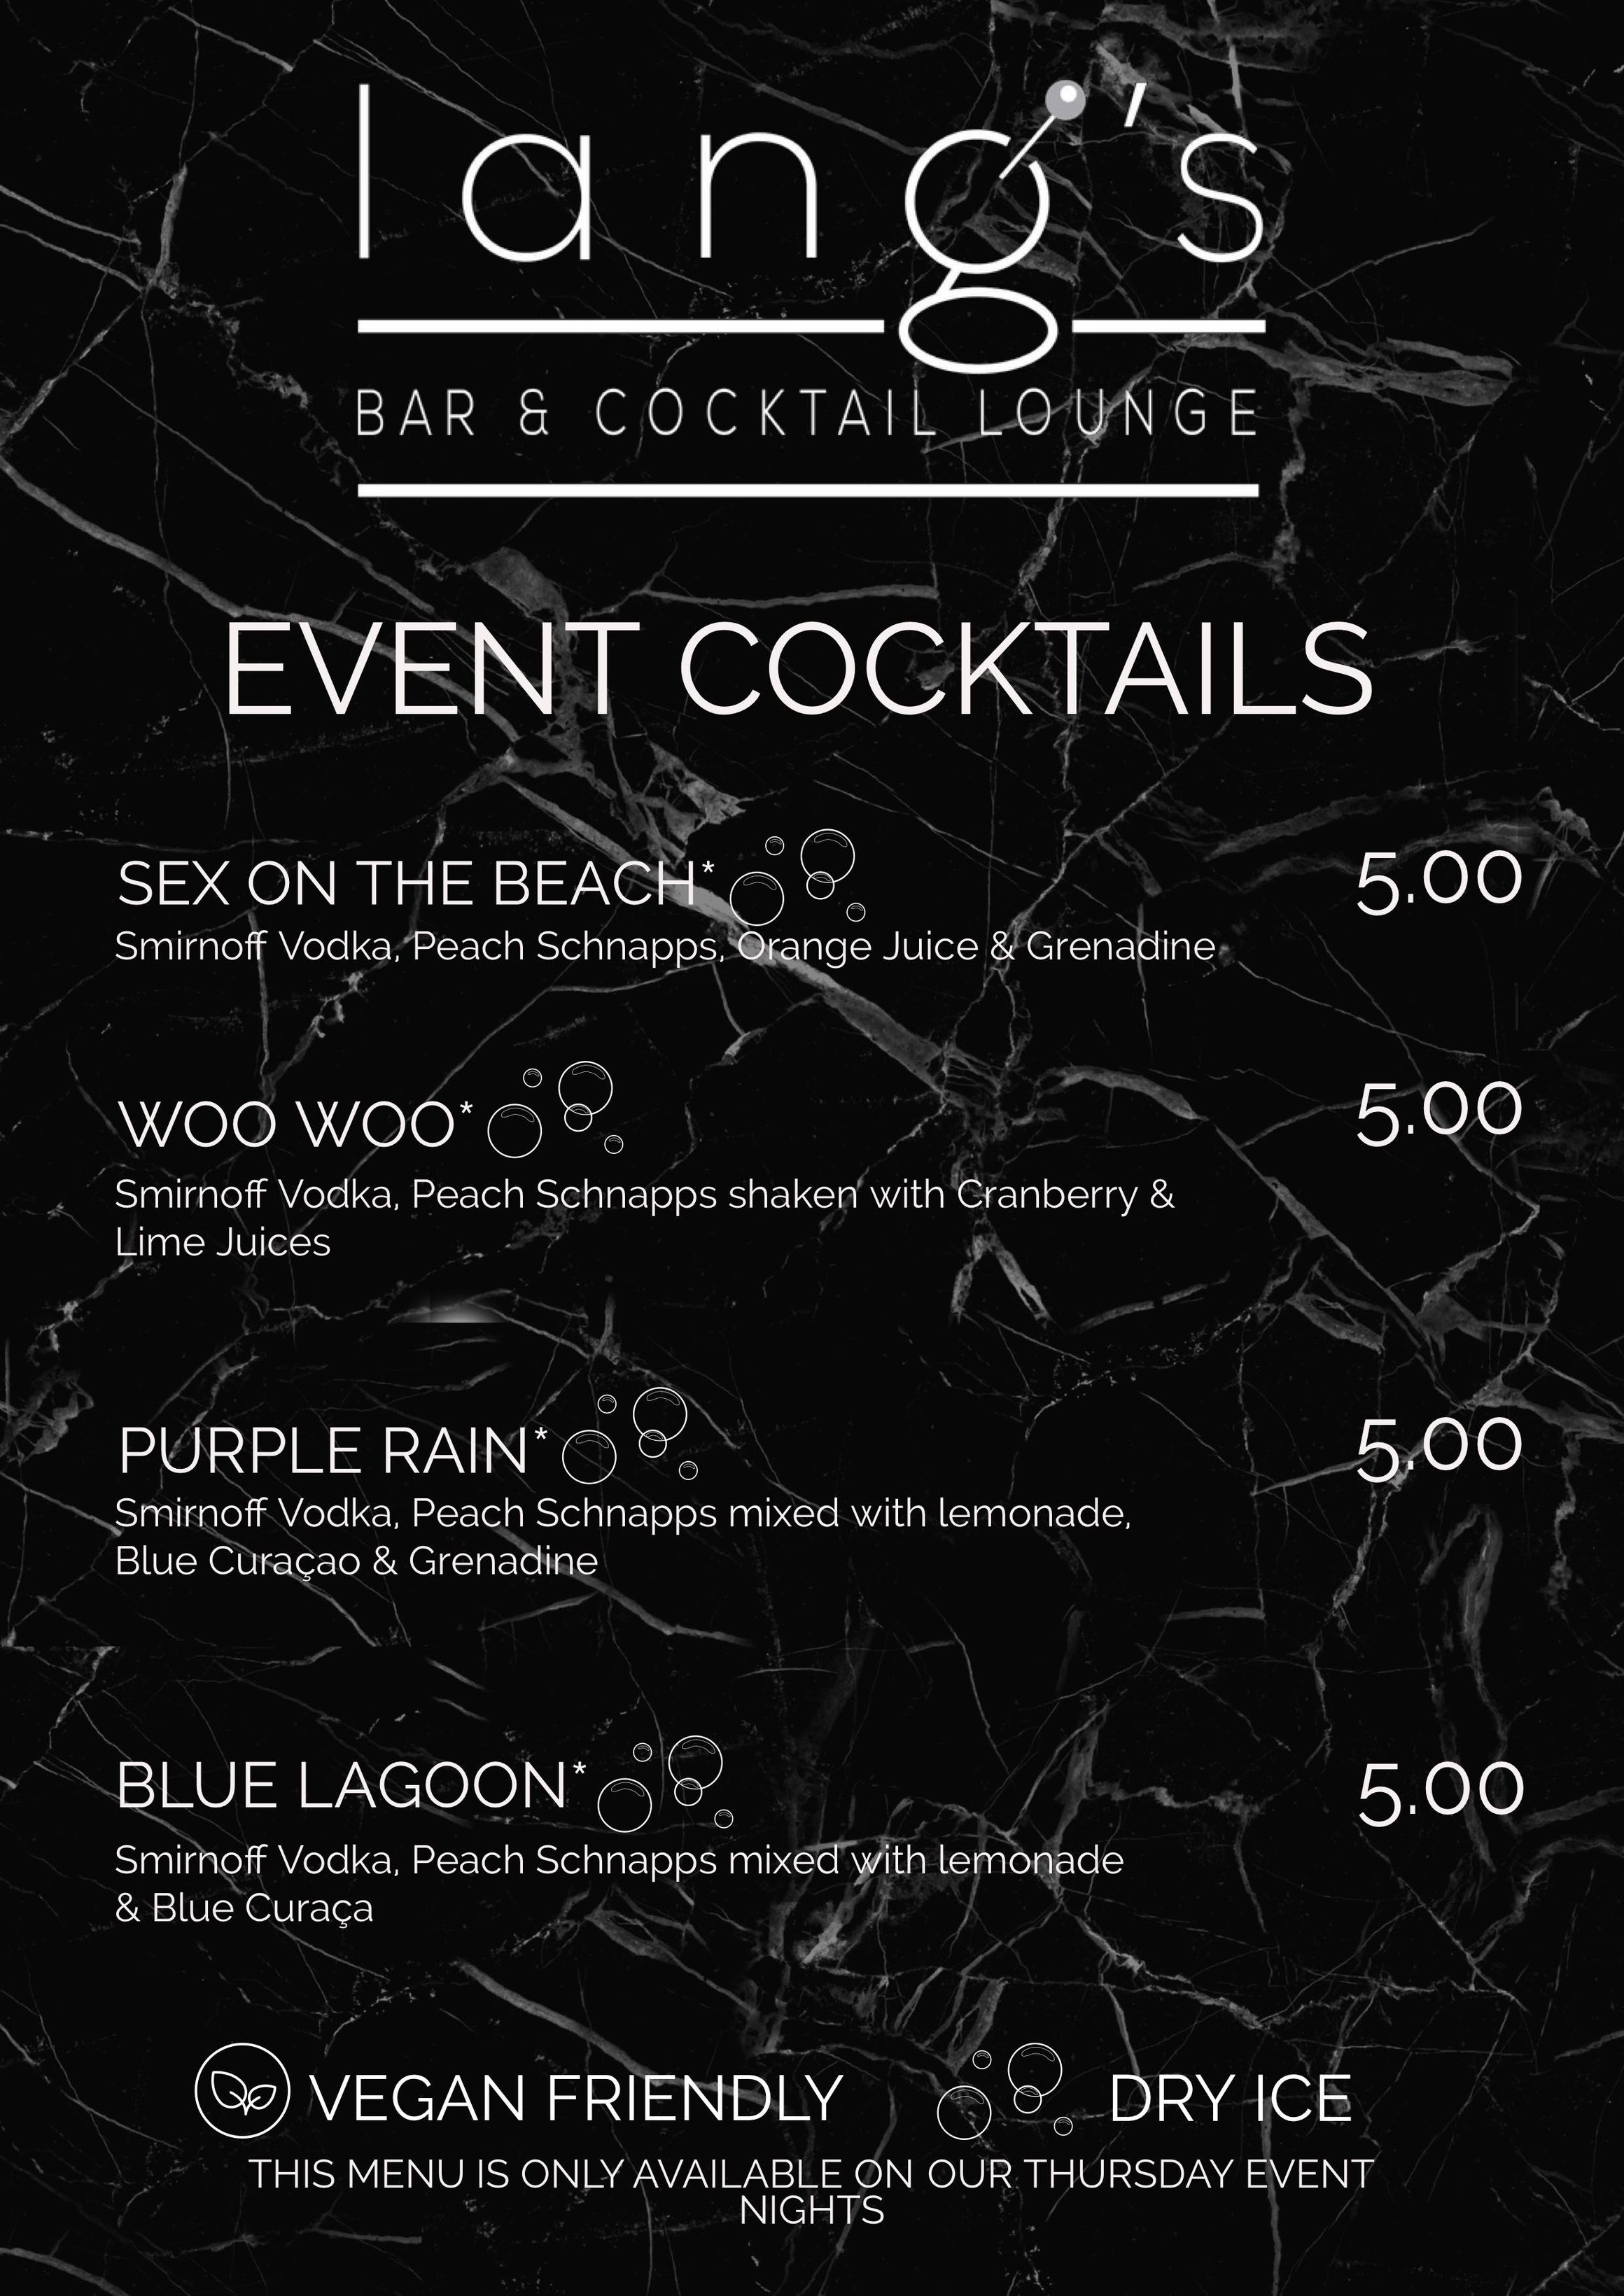 lang's
BAR & COCKTAIL LOUNGE
EVENT COCKTAILS
SEX ON THE BEACH* 5.00
Smirnoff Vodka, Peach Schnapps, Orange Juice & Grenadine
WOO WOO* 5.00
Smirnoff Vodka, Peach Schnapps shaken with Cranberry &
Lime Juices
PURPLE RAIN* 5.00
Smirnoff Vodka, Peach Schnapps mixed with lemonade,
Blue Curaçao & Grenadine
BLUE LAGOON* 5.00
Smirnoff Vodka, Peach Schnapps mixed with lemonade
& Blue Curaça
VEGAN FRIENDLY DRY ICE
THIS MENU IS ONLY AVAILABLE ON OUR THURSDAY EVENT
NIGHTS